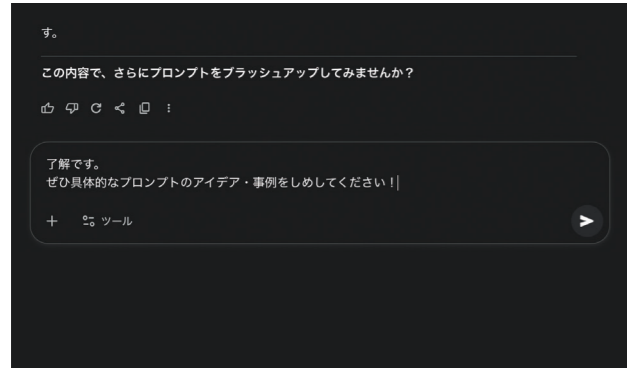 す。
この内容で、さらにプロンプトをブラッシュアップしてみませんか？
了解です。
ぜひ具体的なプロンプトのアイデア・事例をしめしてください！
ツール